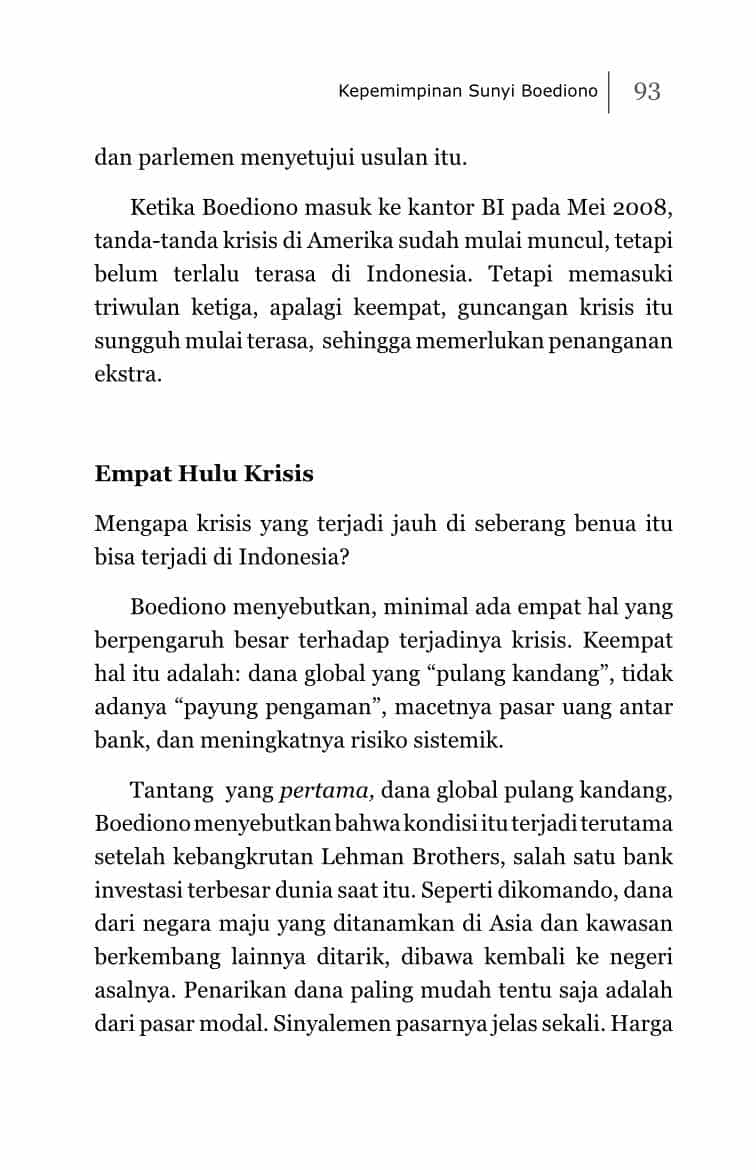 Kepemimpinan Sunyi Boediono 93
dan parlemen menyetujui usulan itu.
Ketika Boediono masuk ke kantor BI pada Mei 2008,
tanda-tanda krisis di Amerika sudah mulai muncul, tetapi
belum terlalu terasa di Indonesia. Tetapi memasuki
triwulan ketiga, apalagi keempat, guncangan krisis itu
sungguh mulai terasa, sehingga memerlukan penanganan
ekstra.
Empat Hulu Krisis
Mengapa krisis yang terjadi jauh di seberang benua itu
bisa terjadi di Indonesia?
Boediono menyebutkan, minimal ada empat hal yang
berpengaruh besar terhadap terjadinya krisis. Keempat
hal itu adalah: dana global yang “pulang kandang”, tidak
adanya “payung pengaman”, macetnya pasar uang antar
bank, dan meningkatnya risiko sistemik.
Tantang yang pertama, dana global pulang kandang,
Boediono menyebutkan bahwa kondisi itu terjadi terutama
setelah kebangkrutan Lehman Brothers, salah satu bank
investasi terbesar dunia saat itu. Seperti dikomando, dana
dari negara maju yang ditanamkan di Asia dan kawasan
berkembang lainnya ditarik, dibawa kembali ke negeri
asalnya. Penarikan dana paling mudah tentu saja adalah
dari pasar modal. Sinyalemen pasarnya jelas sekali. Harga